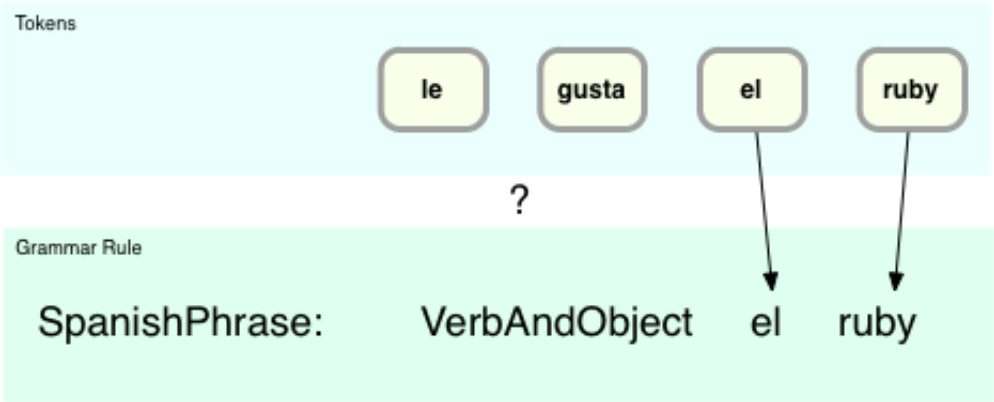 Tokens
le gusta el ruby
?
Grammar Rule
SpanishPhrase: VerbAndObject el ruby